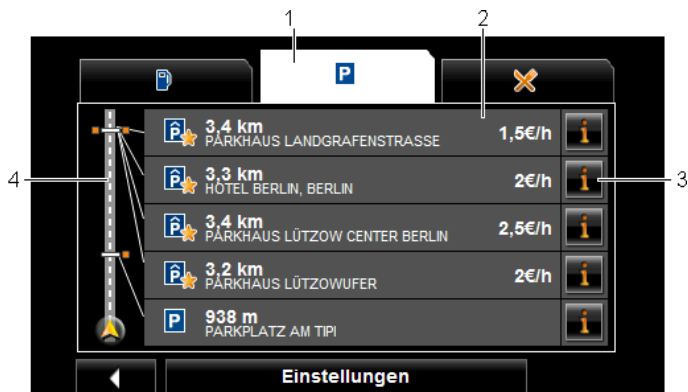 1
2
P
3,4 km
PARKHAUS LANDGRAFENSTRASSE
1,5€/h
i
3,3 km
HOTEL BERLIN, BERLIN
2€/h
i
3
4
3,4 km
PARKHAUS LÜTZOW CENTER BERLIN
2,5€/h
i
3,2 km
PARKHAUS LÜTZOWUFER
2€/h
i
P
938 m
PARKPLATZ AM TIPI
i
Einstellungen